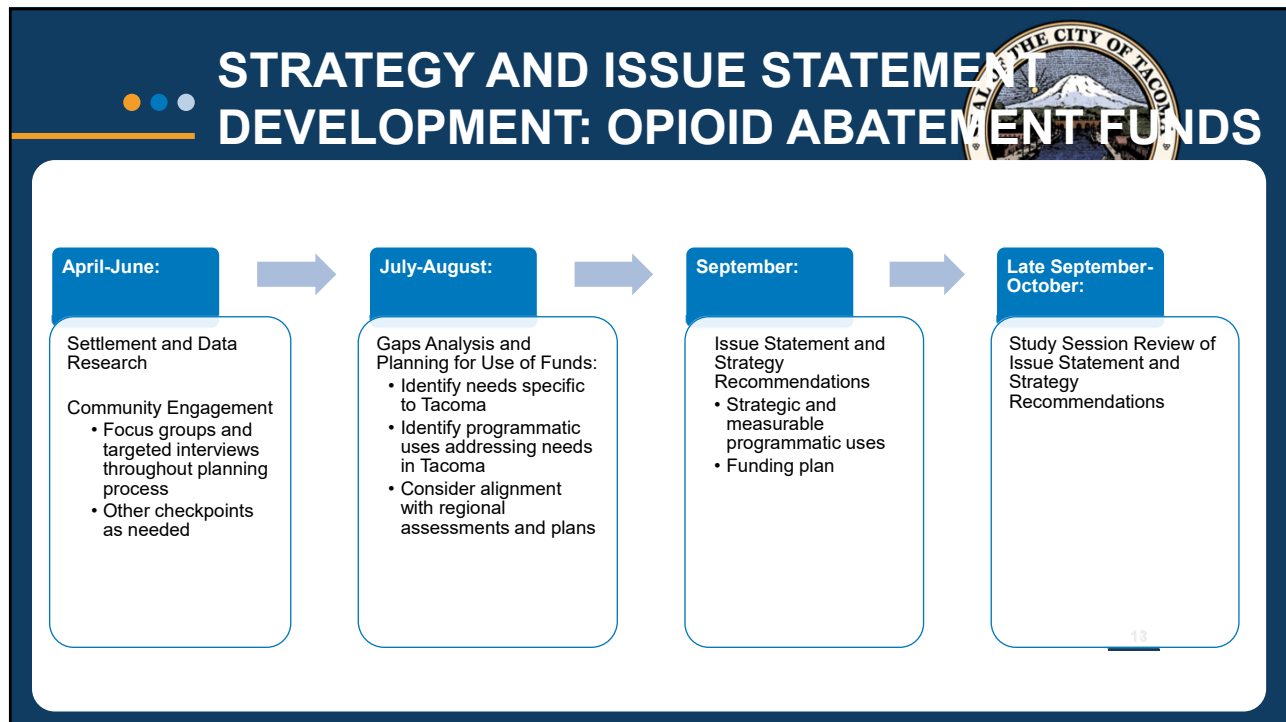 STRATEGY AND ISSUE STATEMENT
DEVELOPMENT: OPIOID ABATEMENT FUNDS
THE CITY OF TACOM
April-June:
Settlement and Data
Research
Community Engagement
• Focus groups and
targeted interviews
throughout planning
process
• Other checkpoints
as needed
July-August:
Gaps Analysis and
Planning for Use of Funds:
• Identify needs specific
to Tacoma
• Identify programmatic
uses addressing needs
in Tacoma
• Consider alignment
with regional
assessments and plans
September:
Issue Statement and
Strategy
Recommendations
• Strategic and
measurable
programmatic uses
• Funding plan
Late September-
October:
Study Session Review of
Issue Statement and
Strategy
Recommendations
13